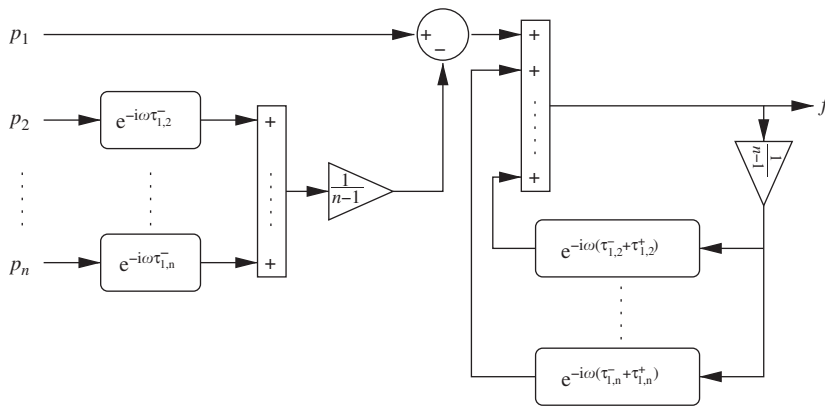 p₁
+
−
+
+
+
f
p₂
e^−iωτ⁻₁,₂
+
1/n−1
1/n−1
pₙ
e^−iωτ⁻₁,ₙ
+
e^−iω(τ⁻₁,₂+τ⁺₁,₂)
e^−iω(τ⁻₁,ₙ+τ⁺₁,ₙ)